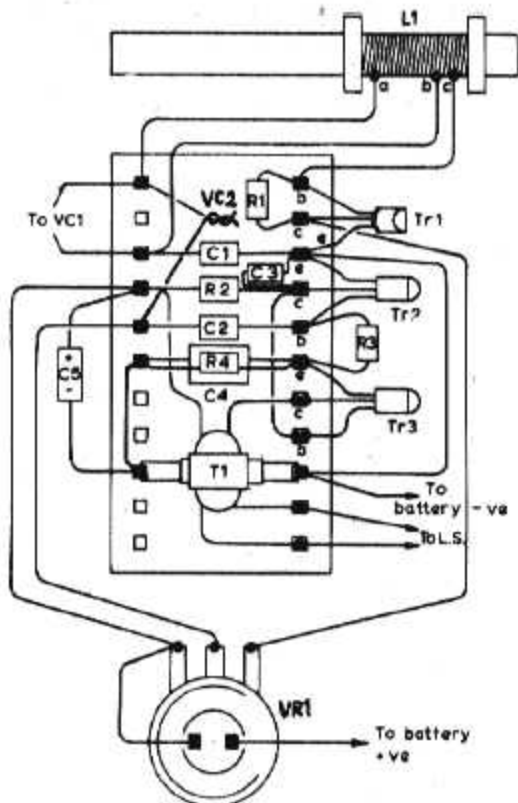 L1
a
b
c
To VC1
VC2
R1
b
c
e
Tr1
C1
C3
R2
e
c
Tr2
C2
b
R3
+
C5
-
R4
C4
e
c
b
Tr3
T1
To
battery -ve
To L.S.
VR1
To battery
+ve